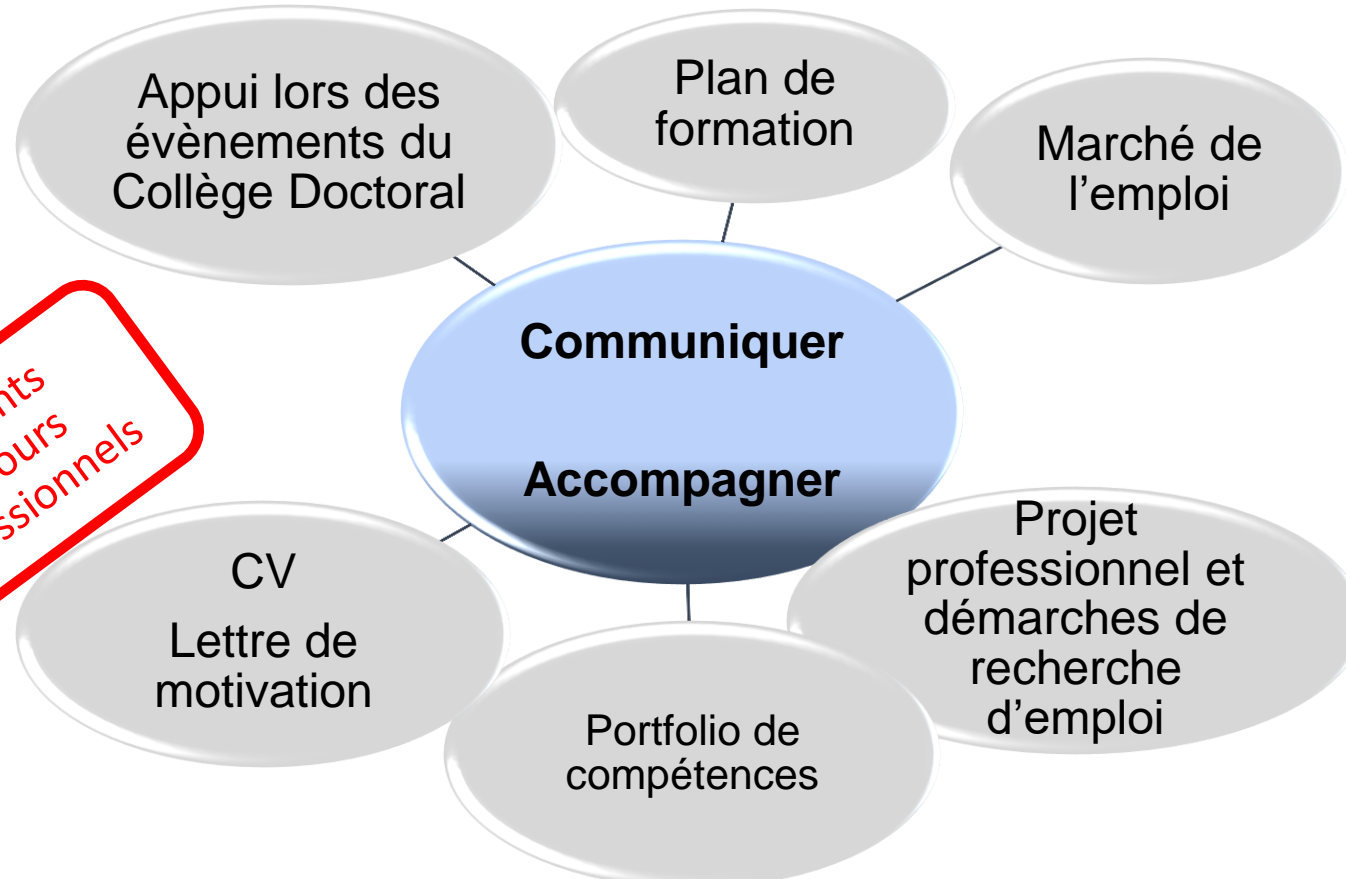 Appui lors des
évènements du
Collège Doctoral
Plan de
formation
Marché de
l’emploi
Communiquer
Accompagner
CV
Lettre de
motivation
Portfolio de
compétences
Projet
professionnel et
démarches de
recherche
d’emploi